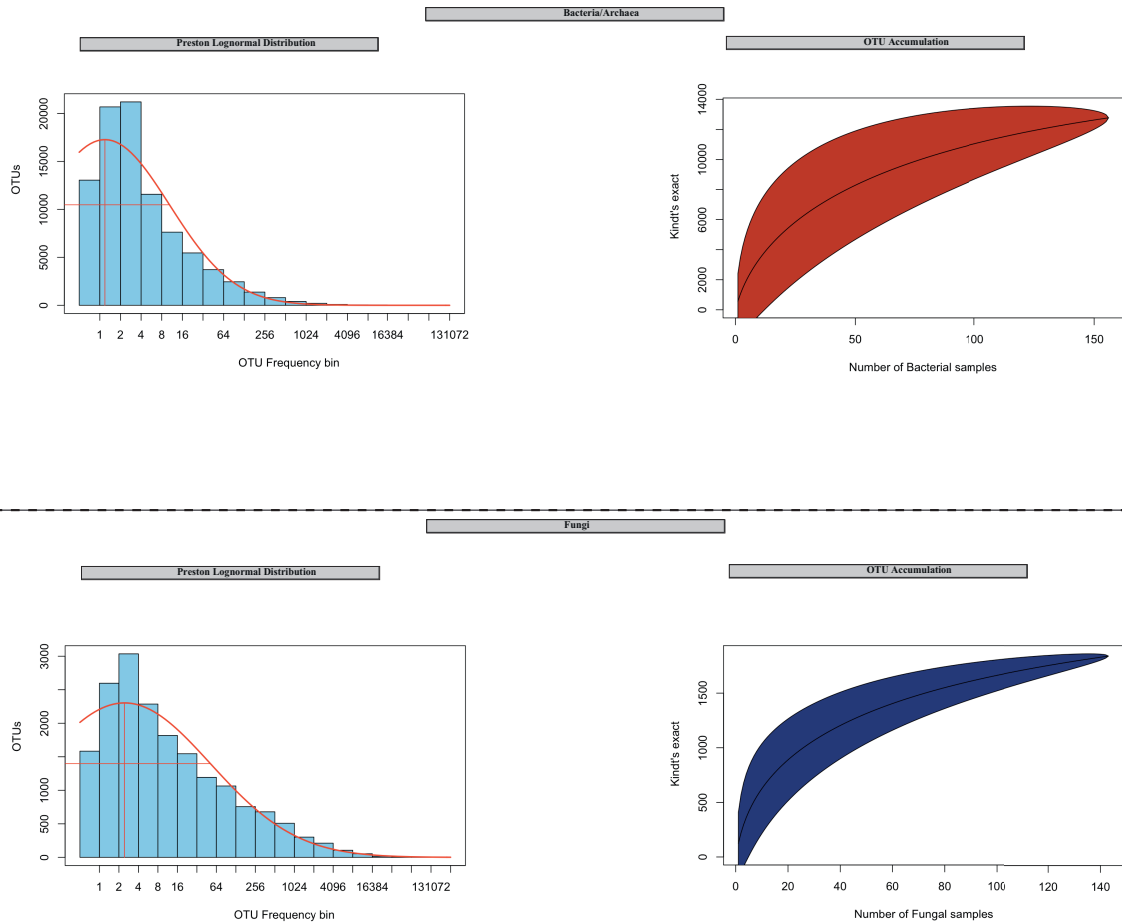 Bacteria/Archaea
Preston Lognormal Distribution
OTU Accumulation
OTUs
0 5000 10000 15000 20000
1 2 4 8 16 64 256 1024 4096 16384 131072
OTU Frequency bin
Kindt's exact
0 2000 6000 10000 14000
0 50 100 150
Number of Bacterial samples
Fungi
Preston Lognormal Distribution
OTU Accumulation
OTUs
0 500 1000 2000 3000
1 2 4 8 16 64 256 1024 4096 16384 131072
OTU Frequency bin
Kindt's exact
0 500 1000 1500
0 20 40 60 80 100 120 140
Number of Fungal samples